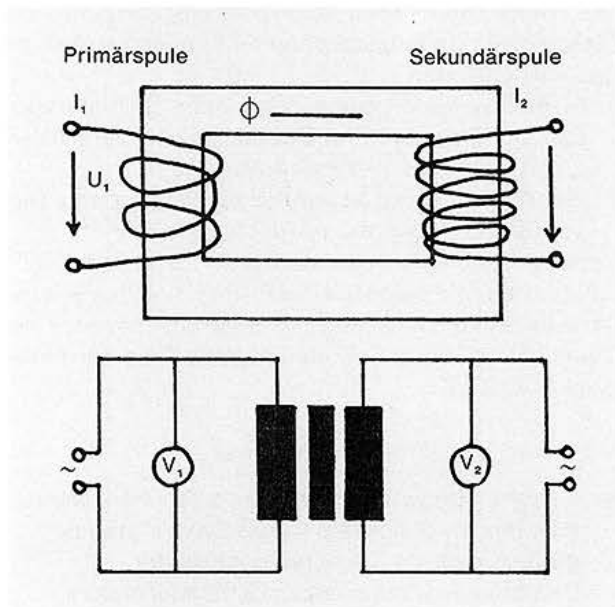 Primärspule
Sekundärspule
I₁
Φ
I₂
U₁
V₁
V₂
~
~